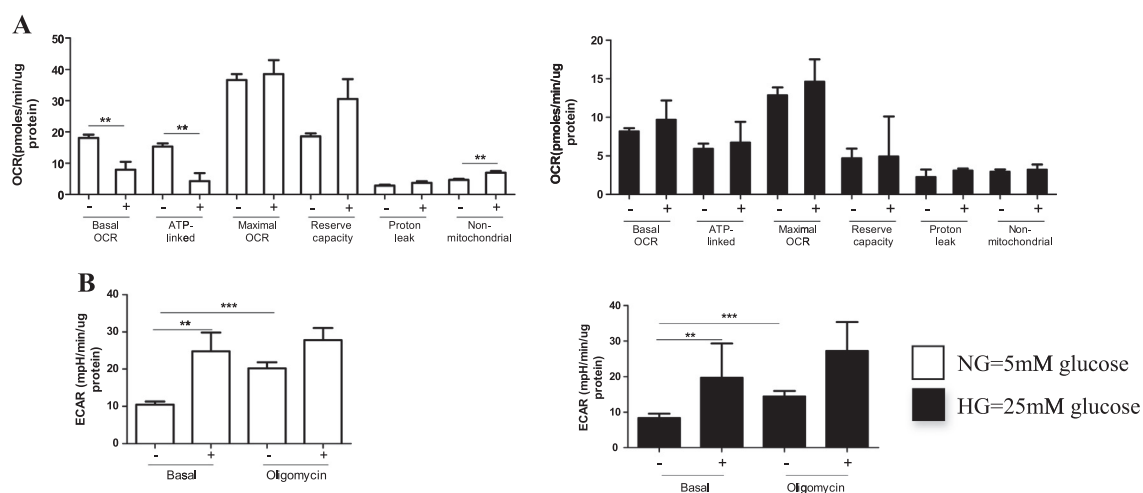 A
OCR(pmoles/min/ug
protein)
50
40
30
20
10
0
**
**
**
- + - + - + - + - + - +
Basal
OCR
ATP-
linked
Maximal
OCR
Reserve
capacity
Proton
leak
Non-
mitochondrial
OCR(pmoles/min/ug
protein)
20
15
10
5
0
- + - + - + - + - + - +
Basal
OCR
ATP-
linked
Maximal
OCR
Reserve
capacity
Proton
leak
Non-
mitochondrial
B
ECAR (mpH/min/ug
protein)
40
30
20
10
0
***
**
- + - +
Basal
Oligomycin
ECAR (mpH/min/ug
protein)
40
30
20
10
0
***
**
- + - +
Basal
Oligomycin
NG=5mM glucose
HG=25mM glucose